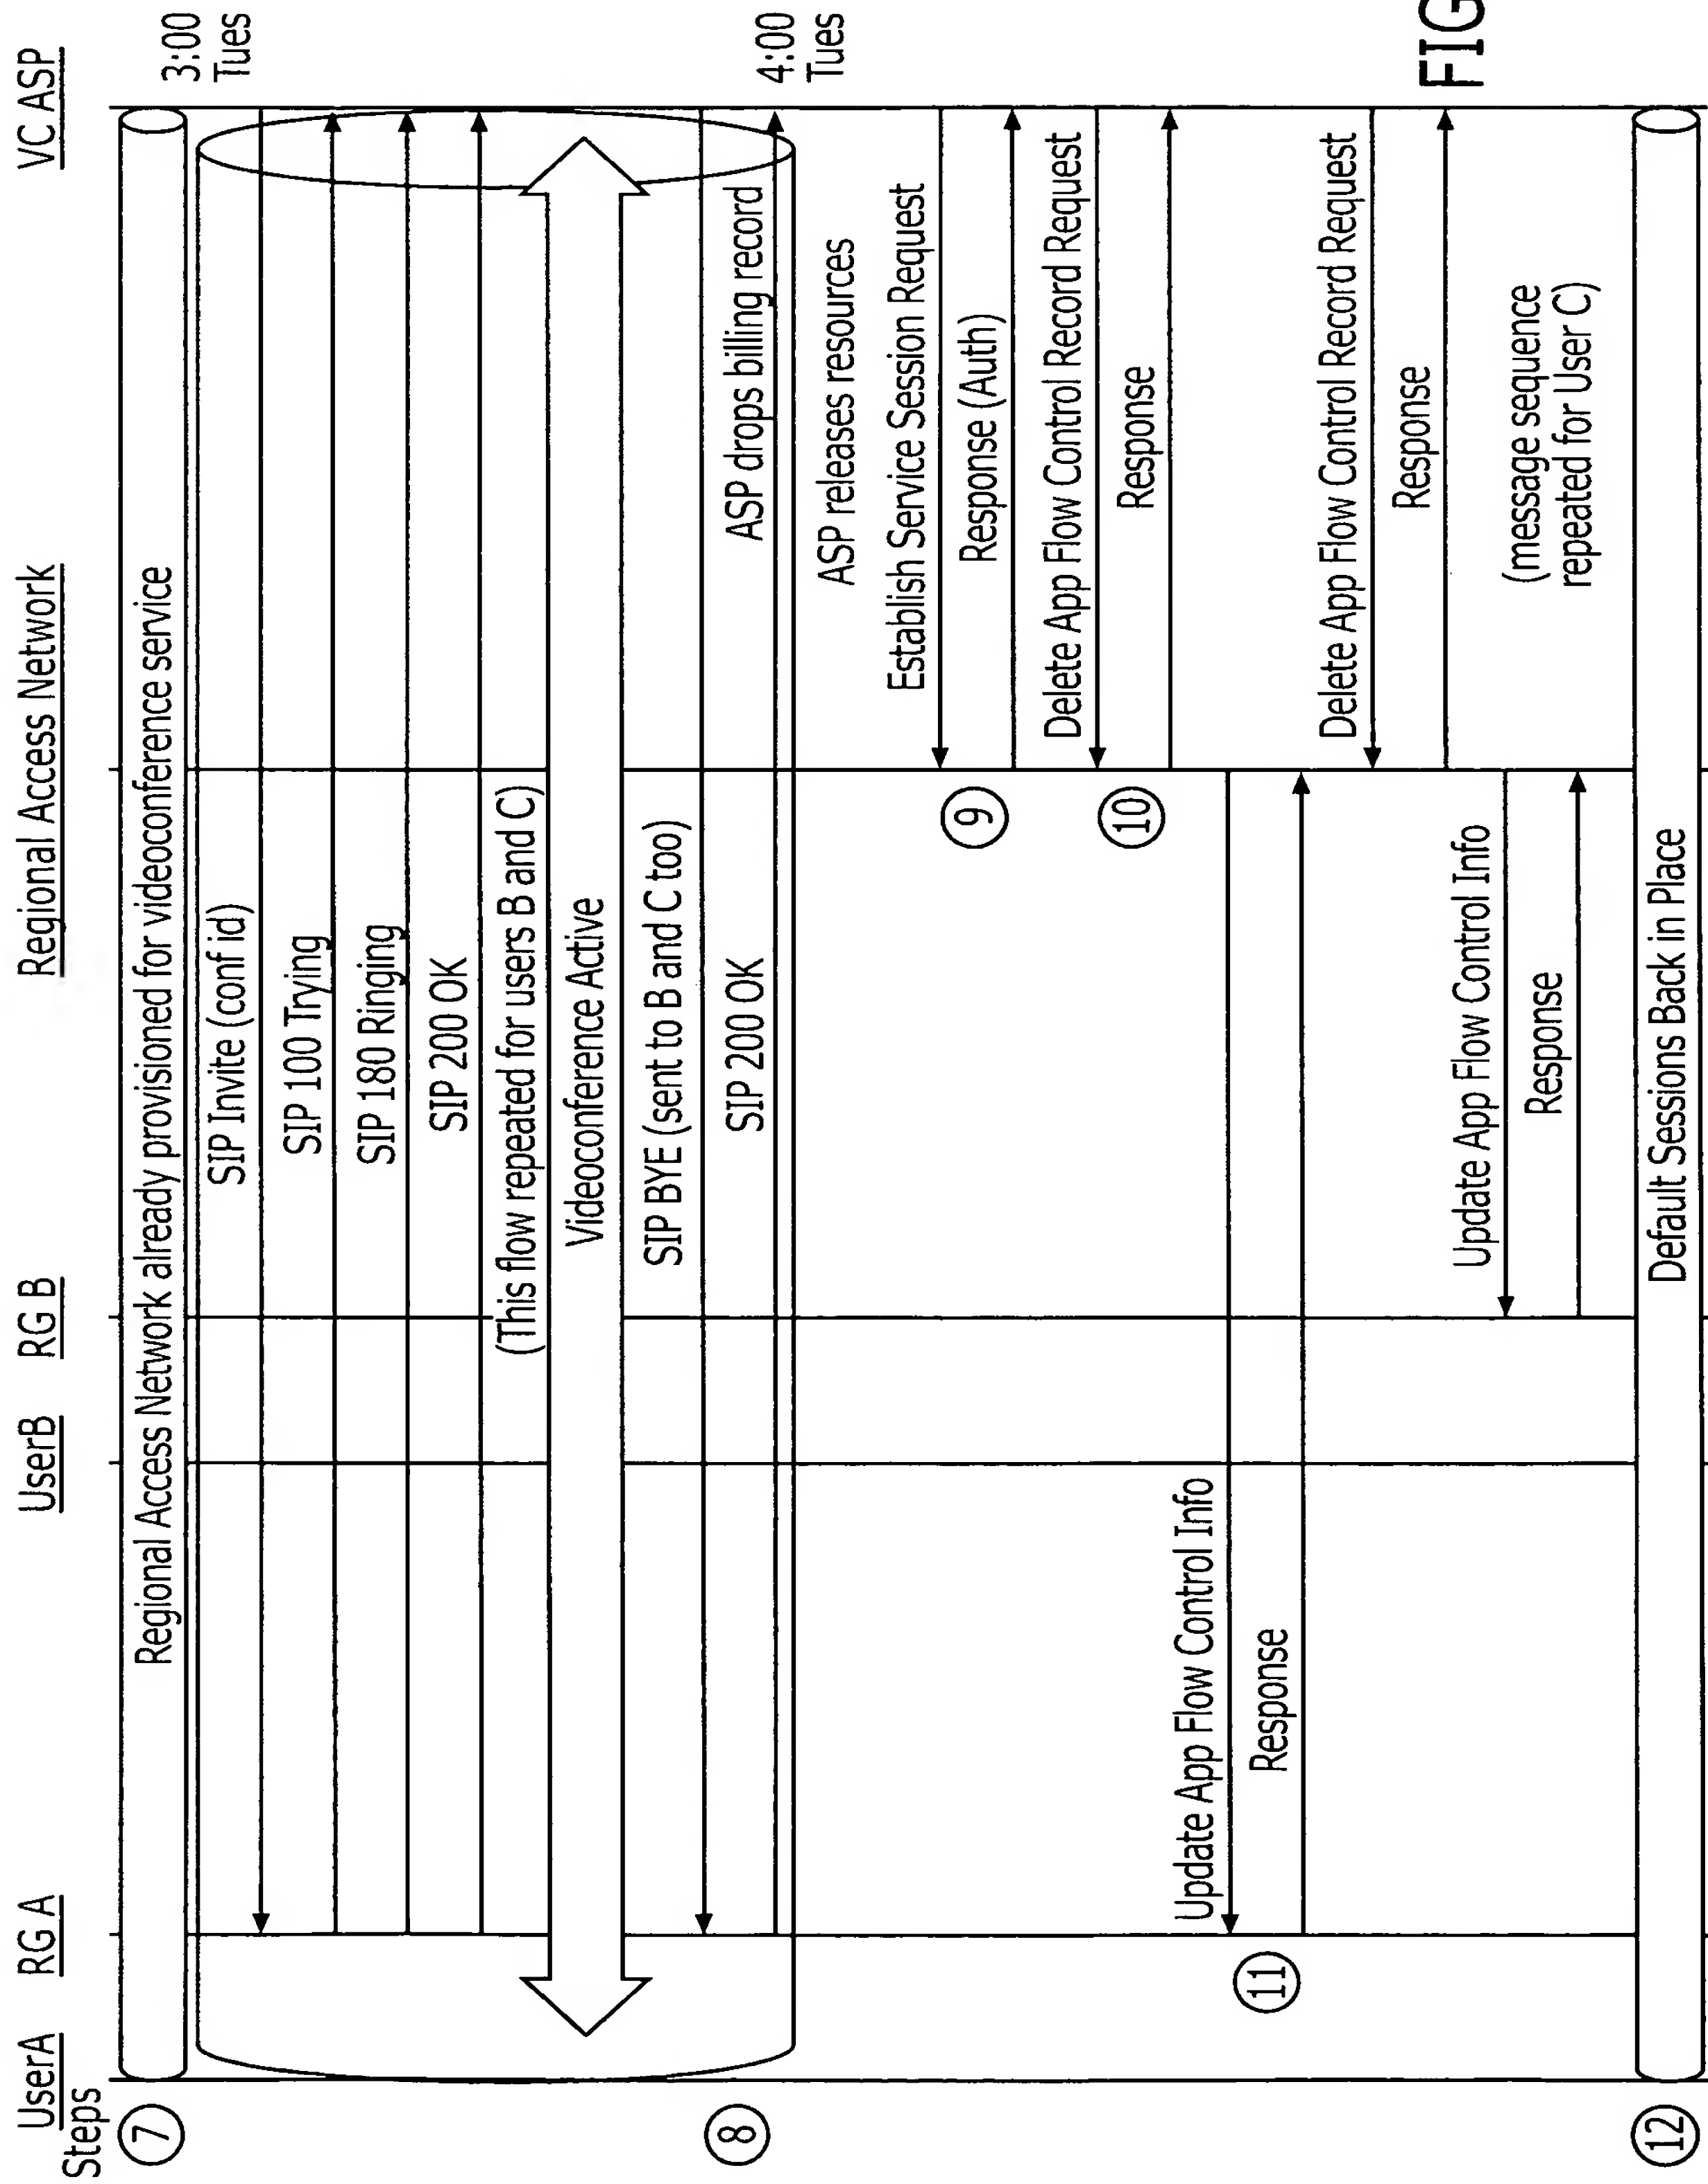 UserA
RG A
UserB
RG B
Regional Access Network
VC ASP
Steps
7
Regional Access Network already provisioned for videoconference service
3:00
Tues
SIP Invite (conf id)
SIP 100 Trying
SIP 180 Ringing
SIP 200 OK
(This flow repeated for users B and C)
Videoconference Active
SIP BYE (sent to B and C too)
8
SIP 200 OK
ASP drops billing record
4:00
Tues
ASP releases resources
Establish Service Session Request
9
Response (Auth)
Delete App Flow Control Record Request
10
Response
Update App Flow Control Info
11
Response
Delete App Flow Control Record Request
Response
Update App Flow Control Info
Response
(message sequence
repeated for User C)
12
Default Sessions Back in Place
FIG